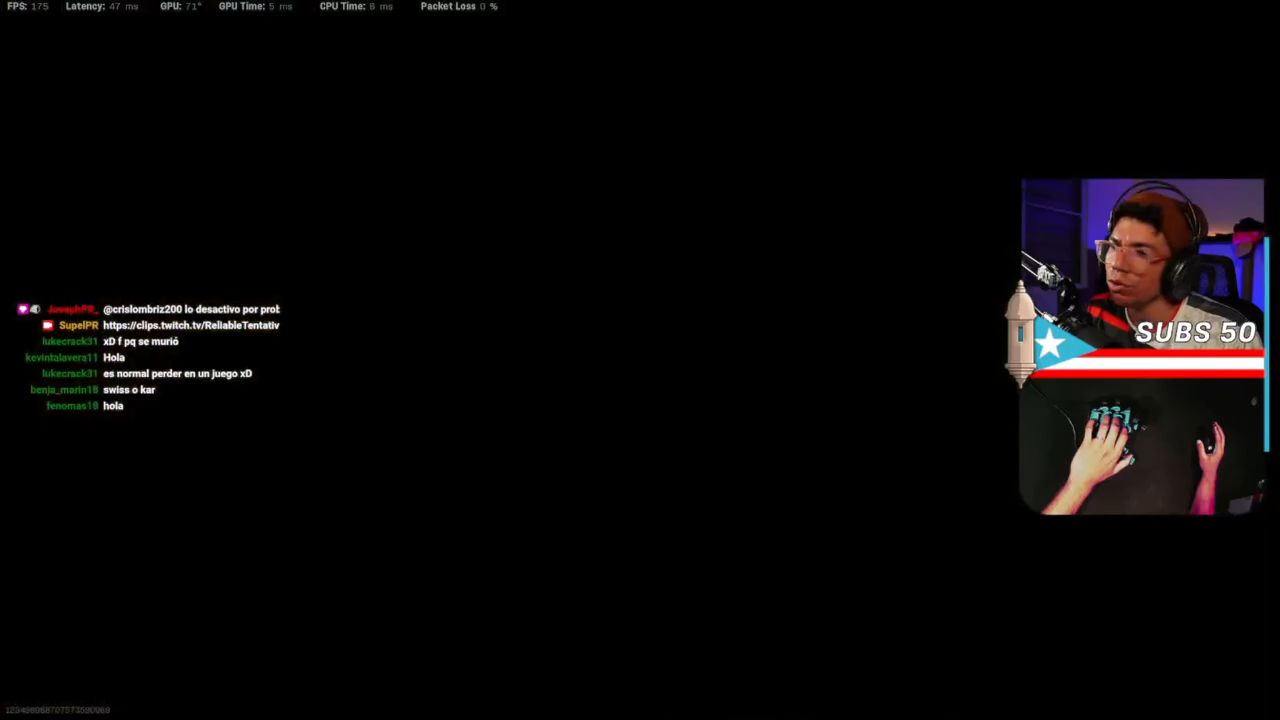 FPS: 175 Latency: 47 ms GPU: 71° GPU Time: 5 ms CPU Time: 8 ms Packet Loss 0 %
JosephPR_ @crislombriz200 lo desactivo por prob
SupelPR https://clips.twitch.tv/ReliableTentativ
lukecrack31 xD f pq se murió
kevintalavera11 Hola
lukecrack31 es normal perder en un juego xD
benja_marin18 swiss o kar
fenomas18 hola
SUBS 50